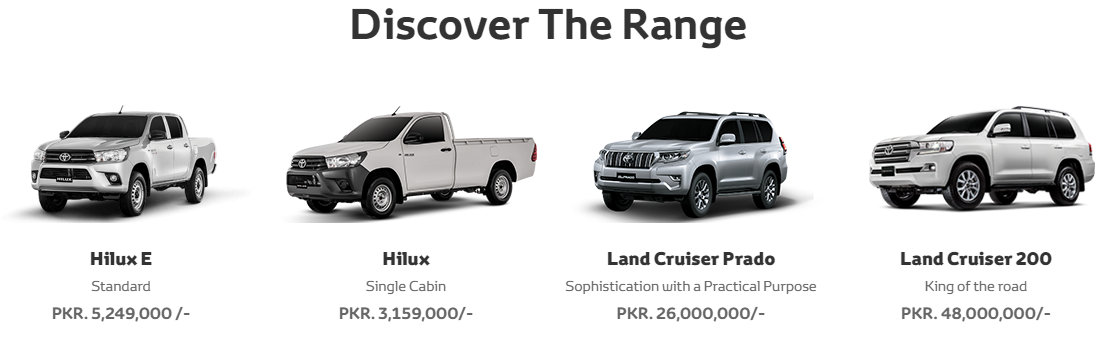 Discover The Range
Hilux E
Standard
PKR. 5,249,000 /-
Hilux
Single Cabin
PKR. 3,159,000/-
Land Cruiser Prado
Sophistication with a Practical Purpose
PKR. 26,000,000/-
Land Cruiser 200
King of the road
PKR. 48,000,000/-